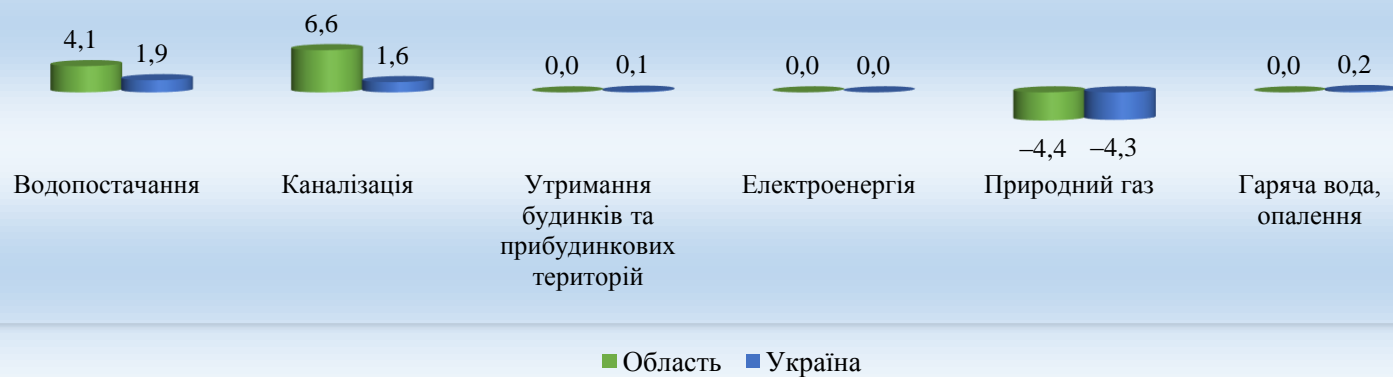 4,1
1,9
6,6
1,6
0,0
0,1
0,0
0,0
–4,4
–4,3
0,0
0,2
Водопостачання
Каналізація
Утримання
будинків та
прибудинкових
територій
Електроенергія
Природний газ
Гаряча вода,
опалення
Область
Україна